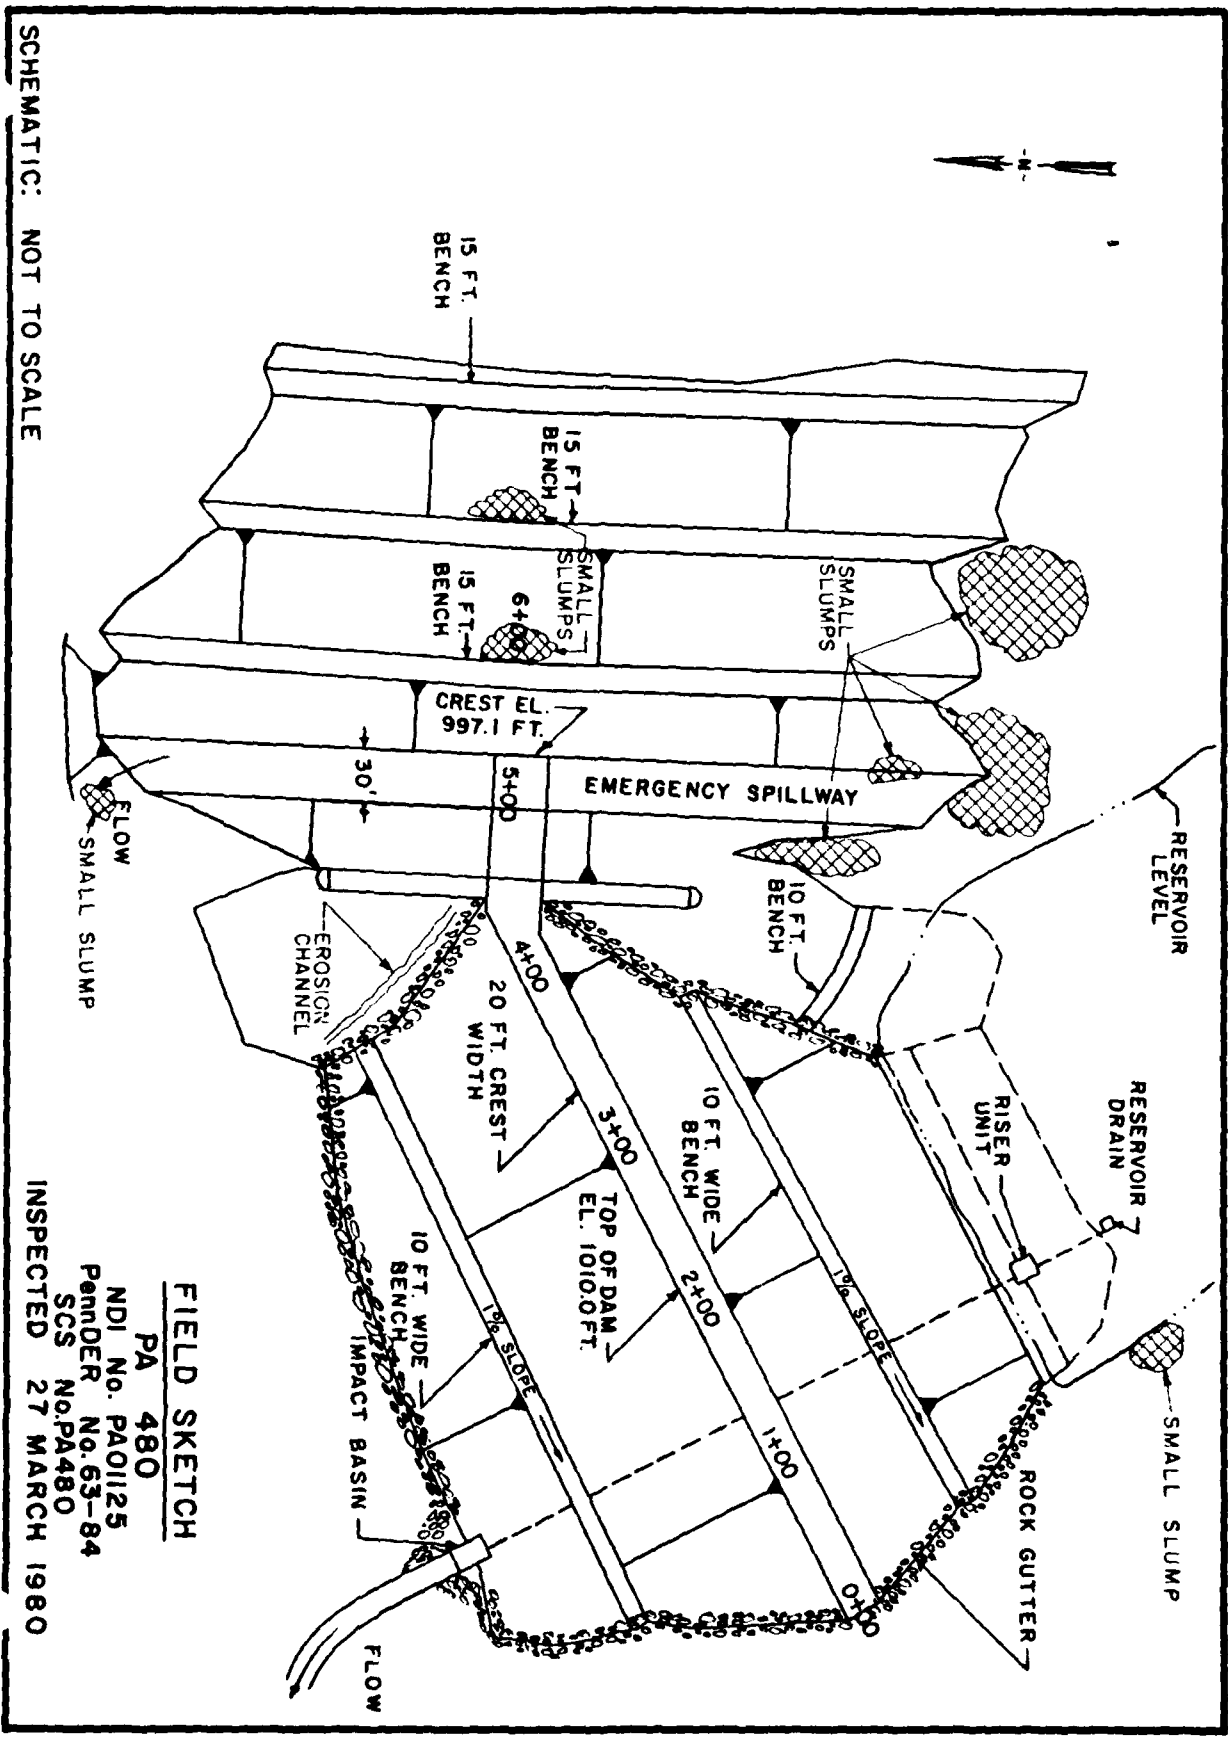 -N-
15 FT.
BENCH
15 FT
BENCH
SMALL
SLUMPS
15 FT.
BENCH
6+00
SMALL
SLUMPS
CREST EL.
997.1 FT.
30'
5+00
EMERGENCY SPILLWAY
RESERVOIR
LEVEL
FLOW
SMALL SLUMP
10 FT.
BENCH
EROSION
CHANNEL
4+00
20 FT. CREST
WIDTH
3+00
10 FT. WIDE
BENCH
RISER
UNIT
RESERVOIR
DRAIN
TOP OF DAM
EL. 1010.0 FT.
2+00
1% SLOPE
10 FT. WIDE
BENCH
1% SLOPE
IMPACT BASIN
1+00
SMALL SLUMP
ROCK GUTTER
0+00
FLOW
FIELD SKETCH
PA 480
NDI No. PA01125
PennDER No. 63-84
SCS No. PA480
INSPECTED 27 MARCH 1980
SCHEMATIC: NOT TO SCALE